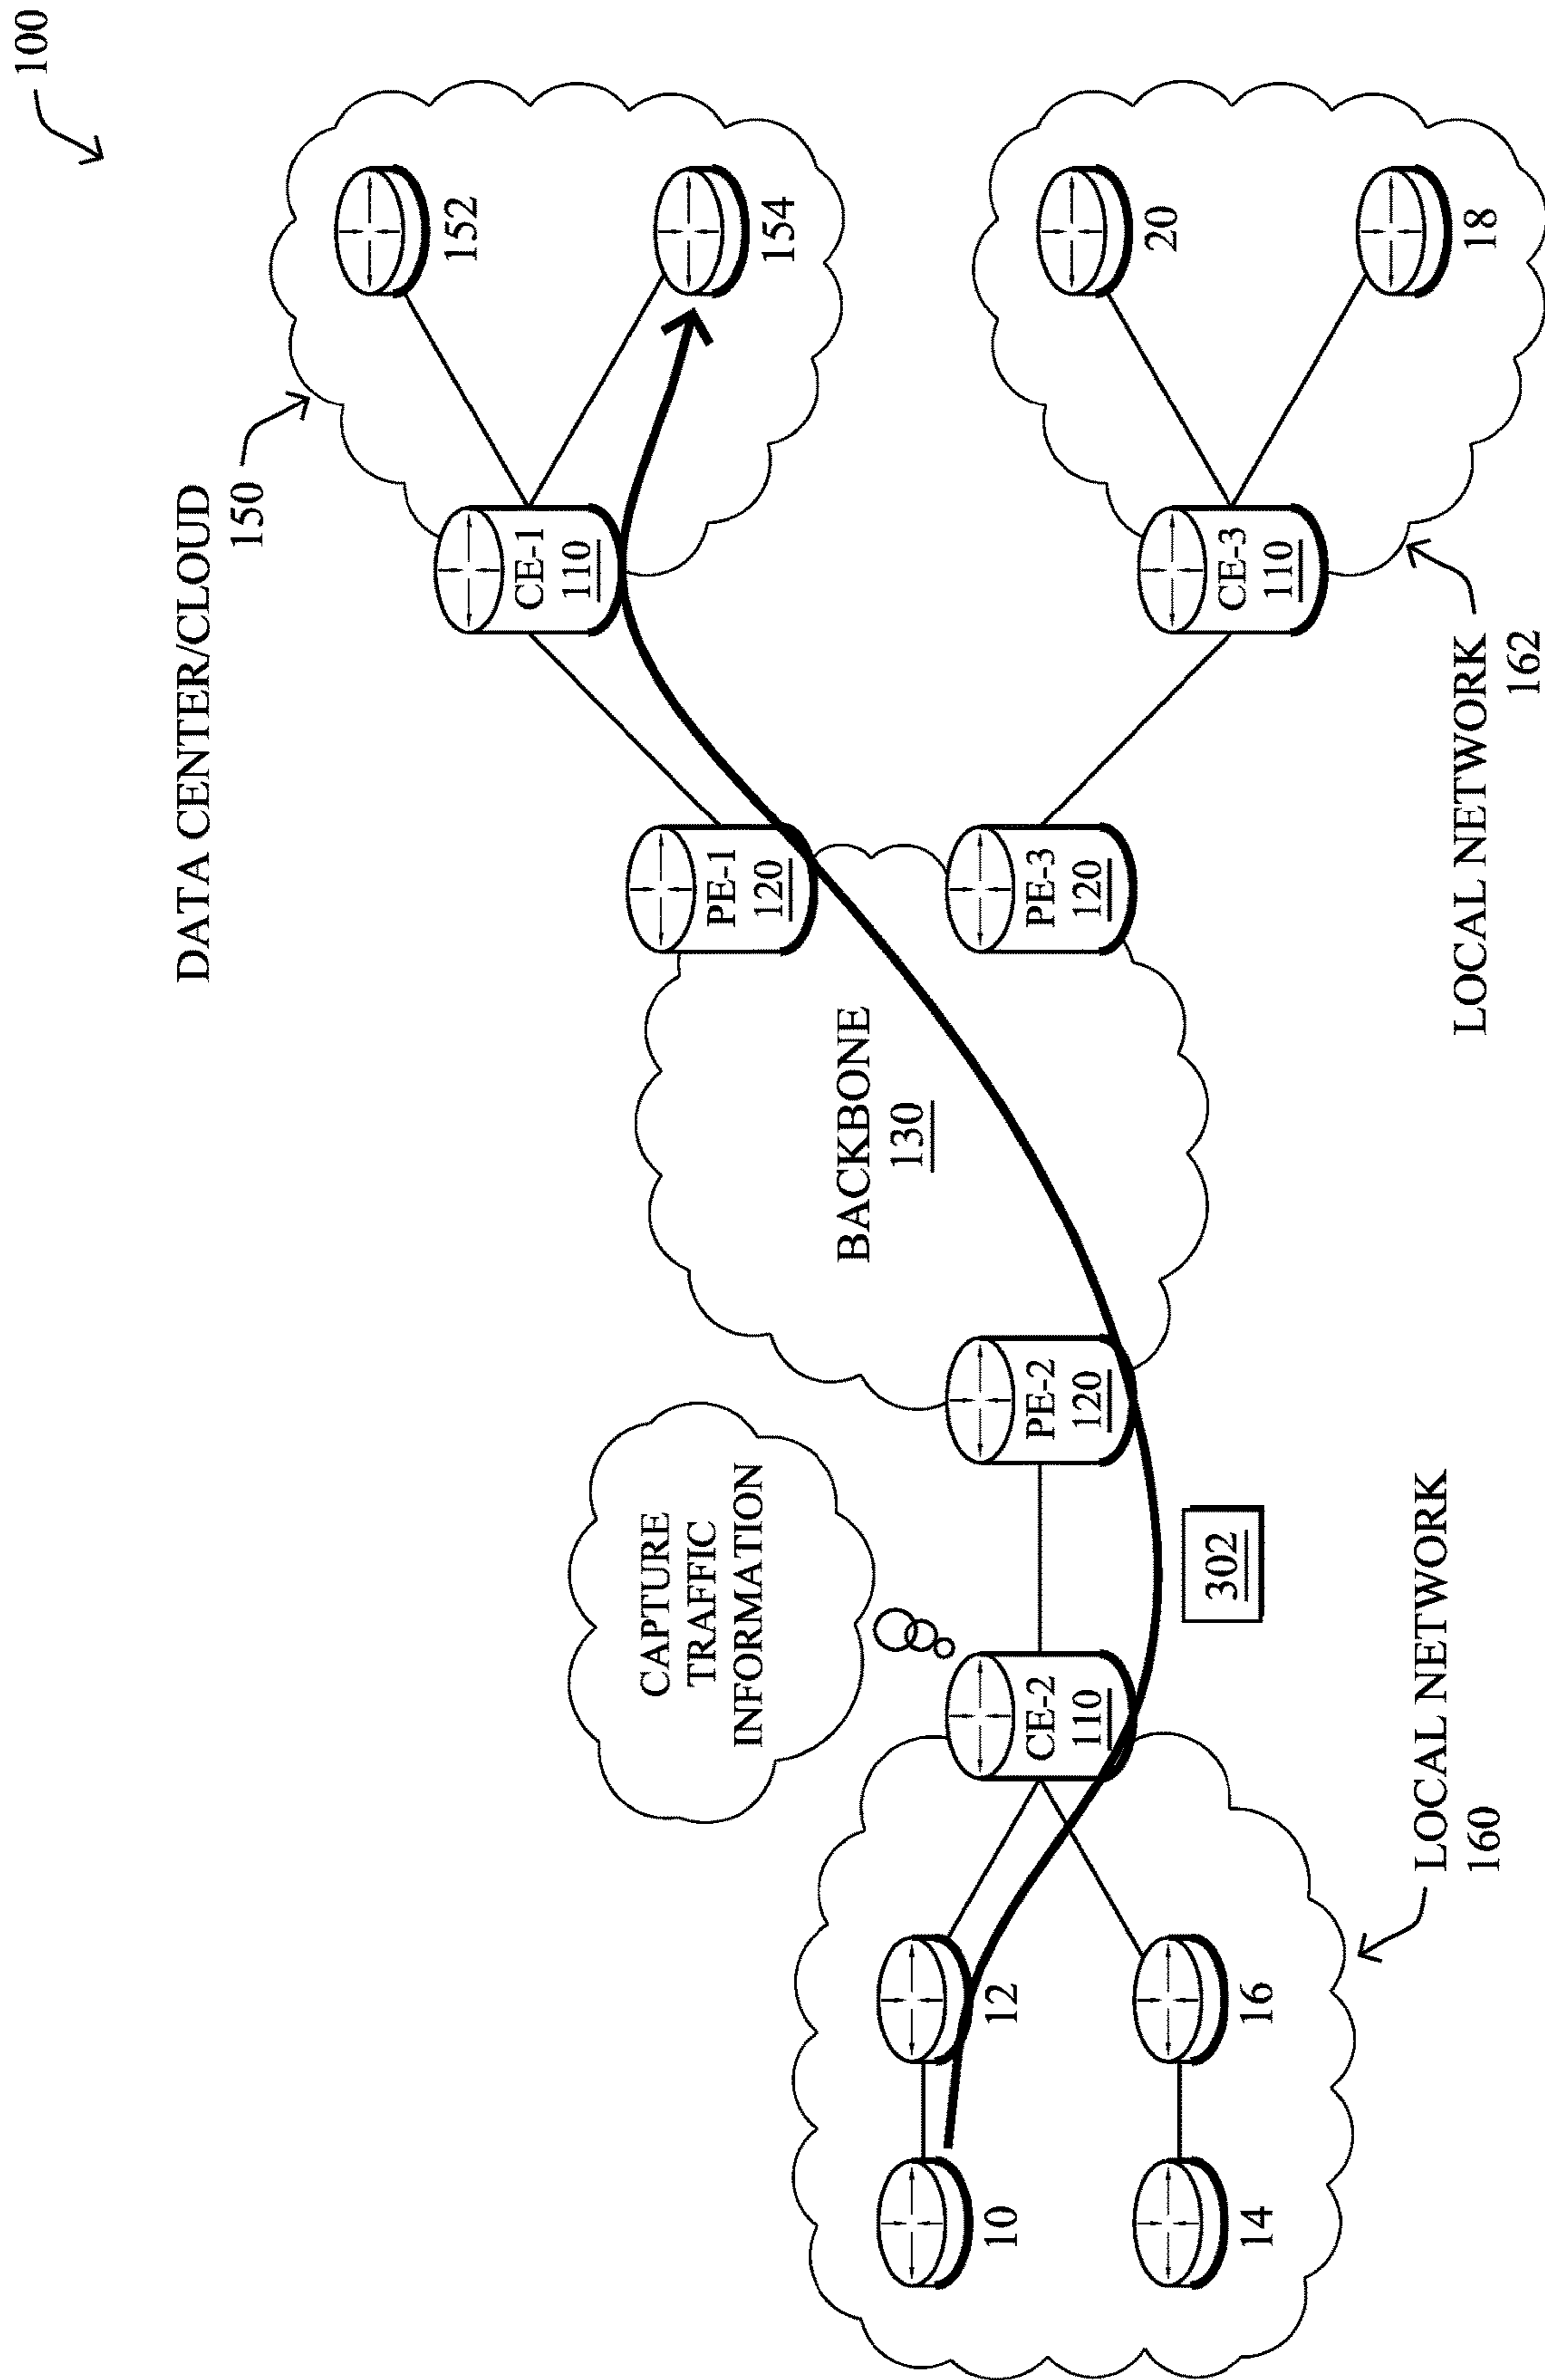 100
DATA CENTER/CLOUD
150
152
154
CE-1
110
PE-1
120
BACKBONE
130
PE-3
120
CE-3
110
20
18
LOCAL NETWORK
162
CAPTURE
TRAFFIC
INFORMATION
PE-2
120
302
CE-2
110
10
12
14
16
LOCAL NETWORK
160